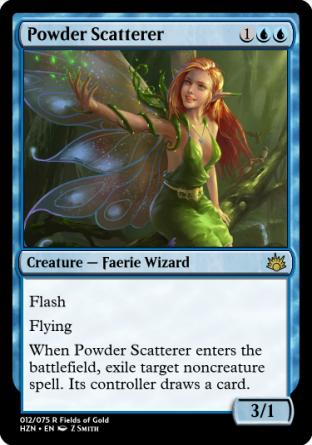 Powder Scatterer 1
Creature — Faerie Wizard
Flash
Flying
When Powder Scatterer enters the
battlefield, exile target noncreature
spell. Its controller draws a card.
3/1
012/075 R Fields of Gold
HZN • EN Z Smith